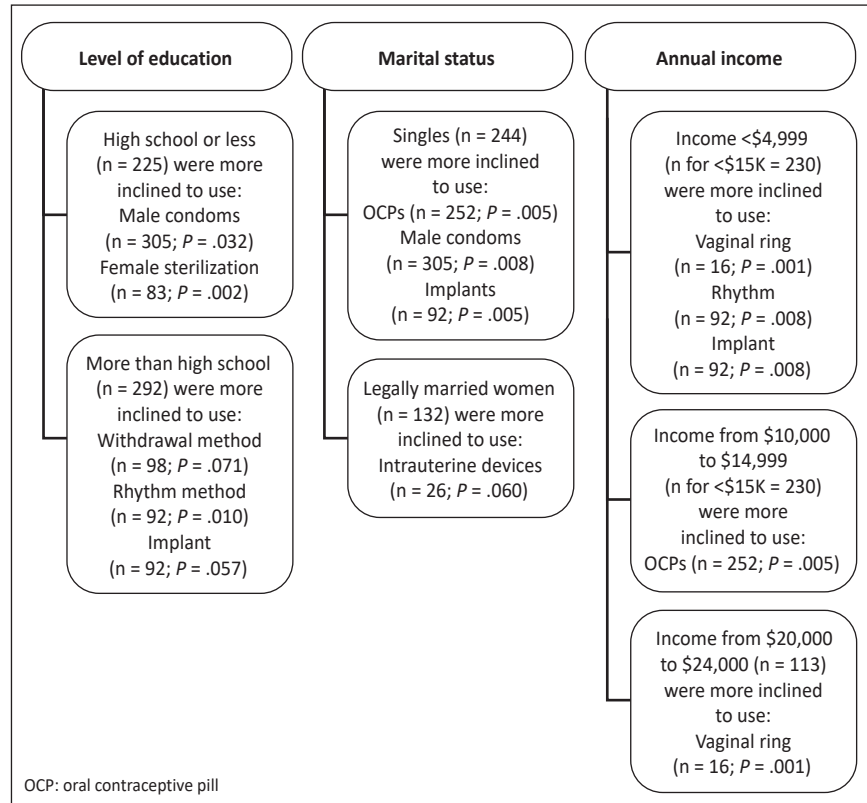 Level of education
High school or less
(n = 225) were more
inclined to use:
Male condoms
(n = 305; P = .032)
Female sterilization
(n = 83; P = .002)
More than high school
(n = 292) were more
inclined to use:
Withdrawal method
(n = 98; P = .071)
Rhythm method
(n = 92; P = .010)
Implant
(n = 92; P = .057)
Marital status
Singles (n = 244)
were more inclined
to use:
OCPs (n = 252; P = .005)
Male condoms
(n = 305; P = .008)
Implants
(n = 92; P = .005)
Legally married women
(n = 132) were more
inclined to use:
Intrauterine devices
(n = 26; P = .060)
Annual income
Income <$4,999
(n for <$15K = 230)
were more inclined
to use:
Vaginal ring
(n = 16; P = .001)
Rhythm
(n = 92; P = .008)
Implant
(n = 92; P = .008)
Income from $10,000
to $14,999
(n for <$15K = 230)
were more
inclined to use:
OCPs (n = 252; P = .005)
Income from $20,000
to $24,000 (n = 113)
were more inclined
to use:
Vaginal ring
(n = 16; P = .001)
OCP: oral contraceptive pill